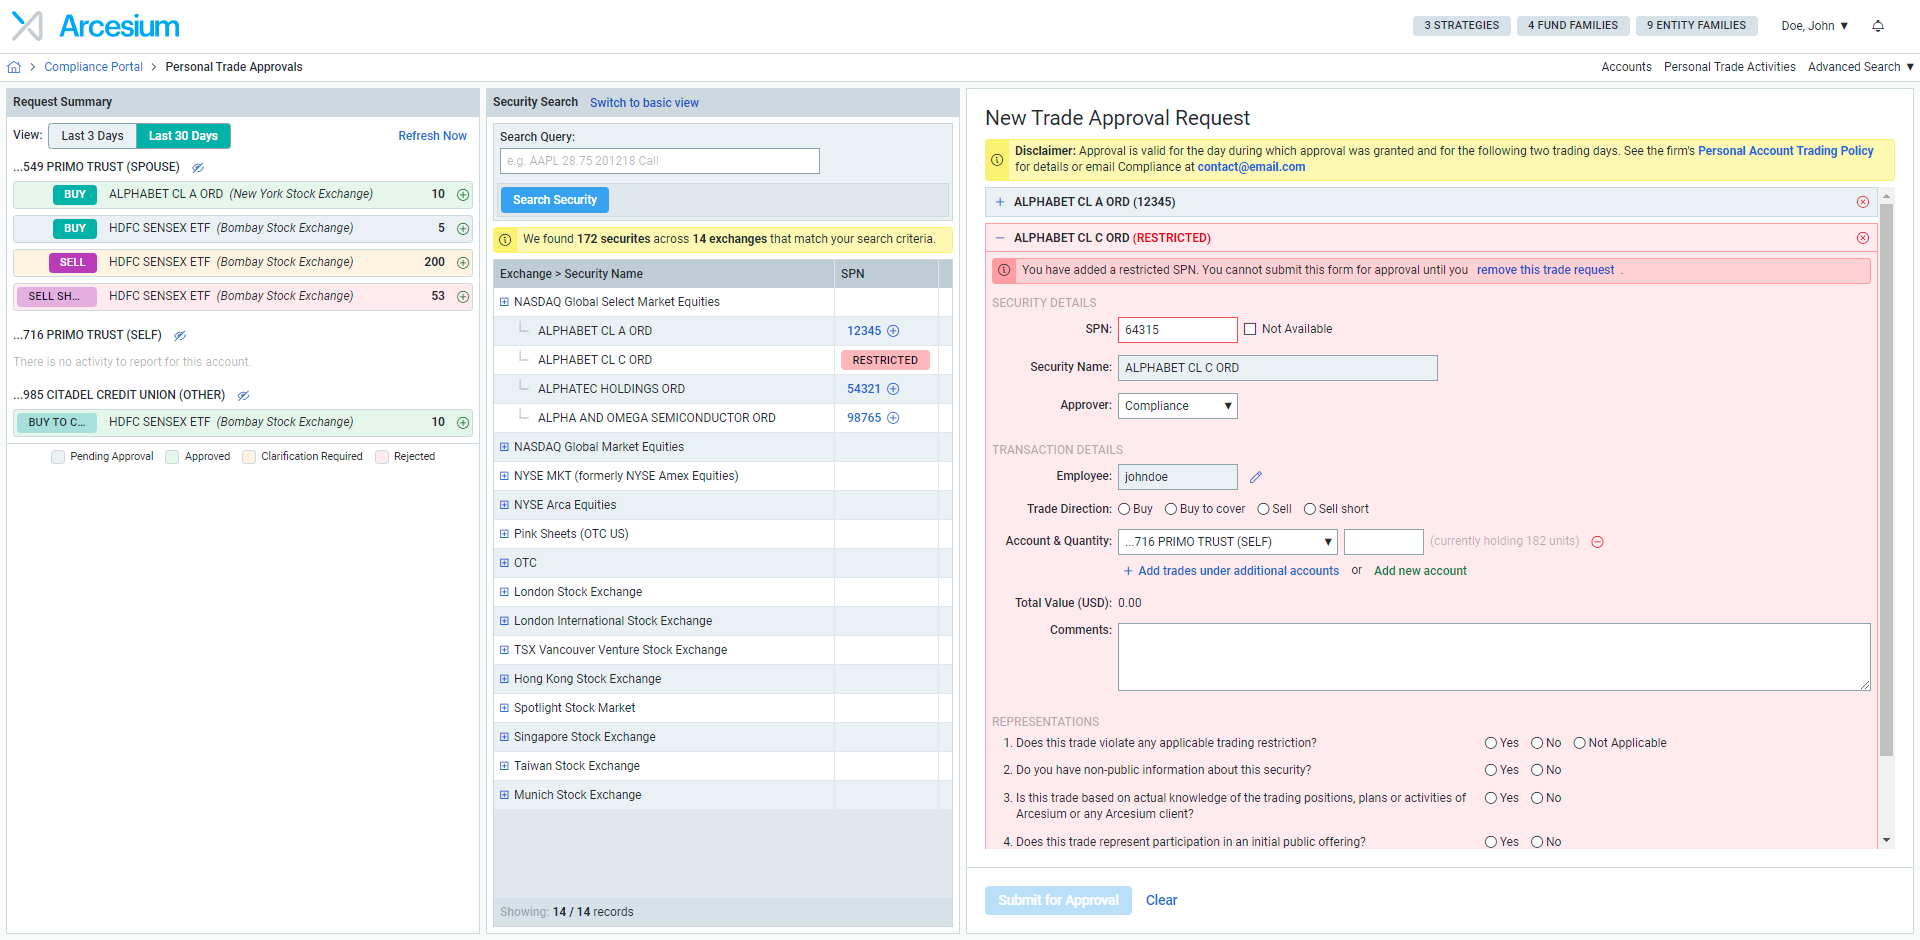 Arcesium
3 STRATEGIES
4 FUND FAMILIES
9 ENTITY FAMILIES
Doe, John
Compliance Portal
Personal Trade Approvals
Accounts
Personal Trade Activities
Advanced Search
Request Summary
View:
Last 3 Days
Last 30 Days
Refresh Now
...549 PRIMO TRUST (SPOUSE)
BUY ALPHABET CL A ORD (New York Stock Exchange) 10
BUY HDFC SENSEX ETF (Bombay Stock Exchange) 5
SELL HDFC SENSEX ETF (Bombay Stock Exchange) 200
SELL SH... HDFC SENSEX ETF (Bombay Stock Exchange) 53
...716 PRIMO TRUST (SELF)
There is no activity to report for this account.
...985 CITADEL CREDIT UNION (OTHER)
BUY TO C... HDFC SENSEX ETF (Bombay Stock Exchange) 10
Pending Approval Approved Clarification Required Rejected
Security Search Switch to basic view
Search Query:
e.g. AAPL 28.75 201218 Call
Search Security
We found 172 securites across 14 exchanges that match your search criteria.
Exchange > Security Name SPN
NASDAQ Global Select Market Equities
ALPHABET CL A ORD 12345
ALPHABET CL C ORD RESTRICTED
ALPHATEC HOLDINGS ORD 54321
ALPHA AND OMEGA SEMICONDUCTOR ORD 98765
NASDAQ Global Market Equities
NYSE MKT (formerly NYSE Amex Equities)
NYSE Arca Equities
Pink Sheets (OTC US)
OTC
London Stock Exchange
London International Stock Exchange
TSX Vancouver Venture Stock Exchange
Hong Kong Stock Exchange
Spotlight Stock Market
Singapore Stock Exchange
Taiwan Stock Exchange
Munich Stock Exchange
Showing: 14 / 14 records
New Trade Approval Request
Disclaimer: Approval is valid for the day during which approval was granted and for the following two trading days. See the firm's Personal Account Trading Policy
for details or email Compliance at contact@email.com
ALPHABET CL A ORD (12345)
ALPHABET CL C ORD (RESTRICTED)
You have added a restricted SPN. You cannot submit this form for approval until you remove this trade request .
SECURITY DETAILS
SPN: 64315 Not Available
Security Name: ALPHABET CL C ORD
Approver: Compliance
TRANSACTION DETAILS
Employee: johndoe
Trade Direction: Buy Buy to cover Sell Sell short
Account & Quantity: ...716 PRIMO TRUST (SELF) (currently holding 182 units)
+ Add trades under additional accounts or Add new account
Total Value (USD): 0.00
Comments:
REPRESENTATIONS
1. Does this trade violate any applicable trading restriction? Yes No Not Applicable
2. Do you have non-public information about this security? Yes No
3. Is this trade based on actual knowledge of the trading positions, plans or activities of Yes No
Arcesium or any Arcesium client?
4. Does this trade represent participation in an initial public offering? Yes No
Submit for Approval Clear